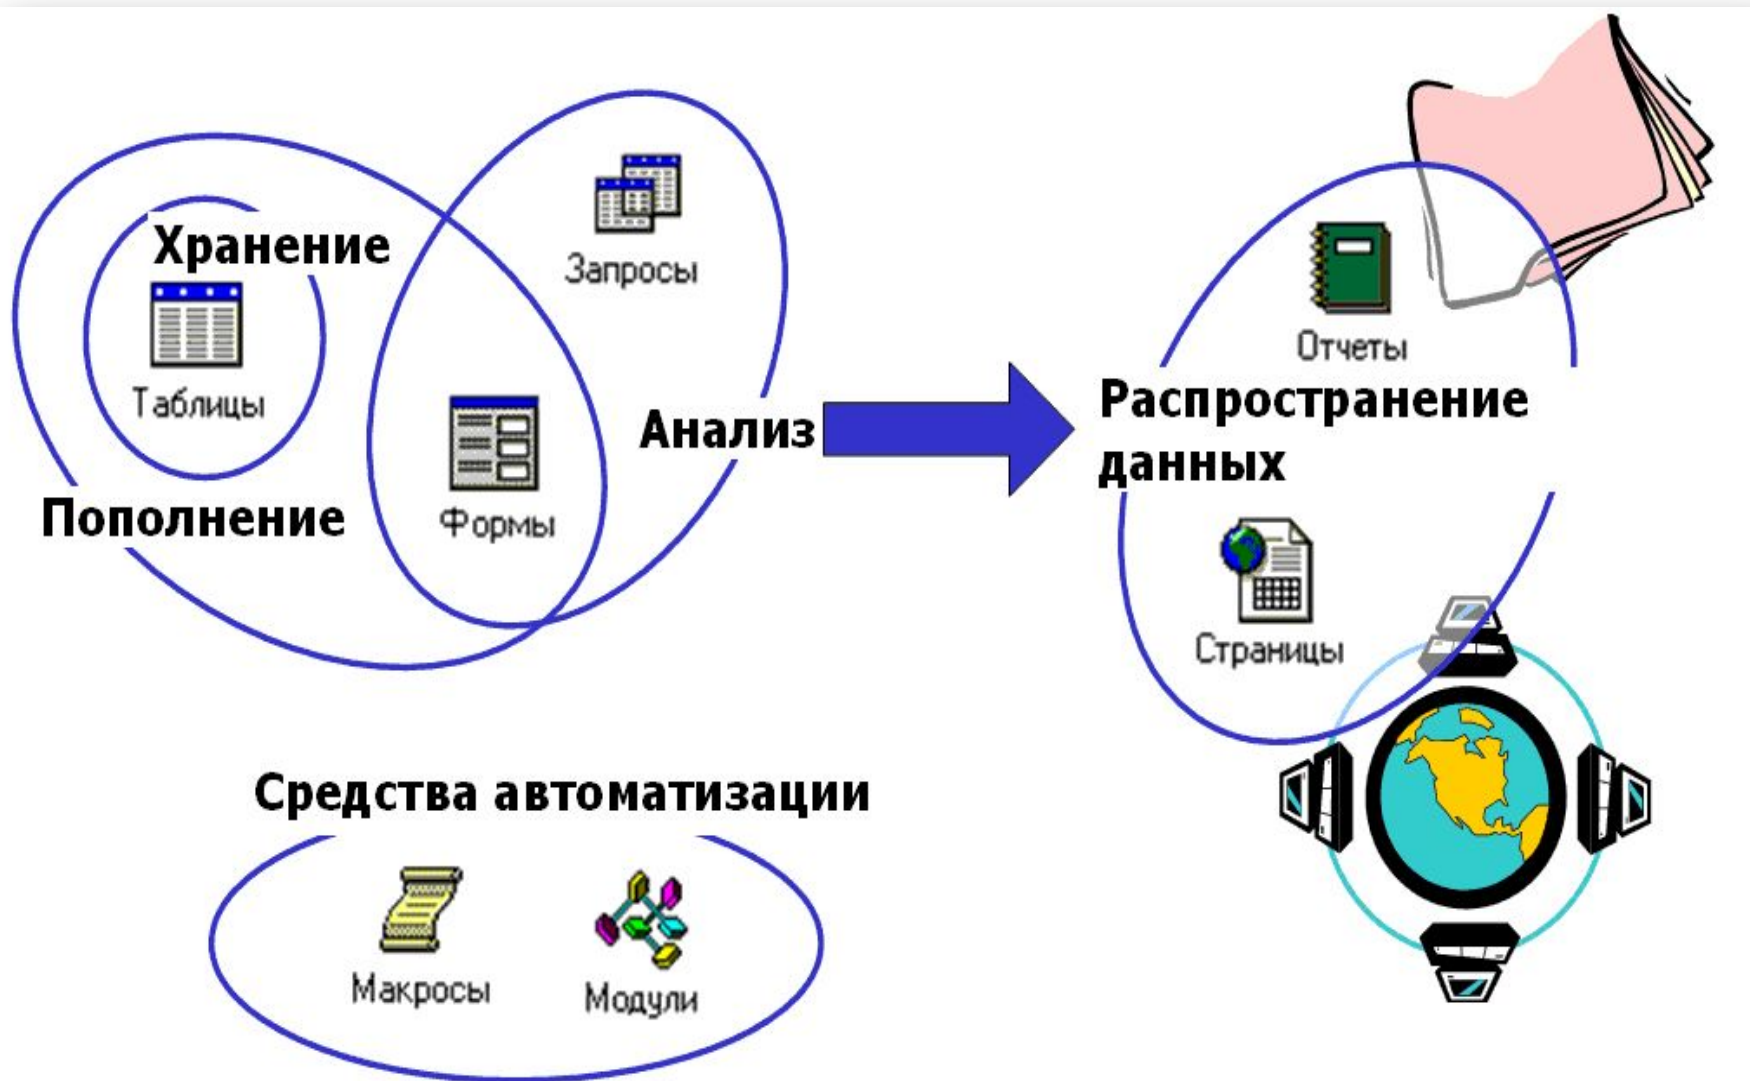 Хранение
Таблицы
Пополнение
Запросы
Формы
Анализ
Отчеты
Распространение
данных
Страницы
Средства автоматизации
Макросы
Модули